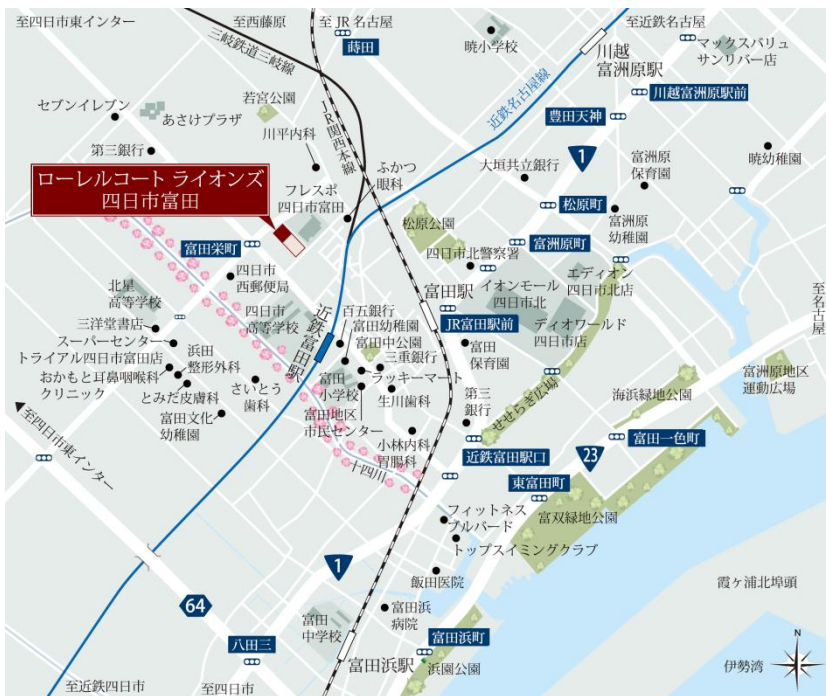 至四日市東インター
至西藤原
至JR名古屋
至近鉄名古屋
三岐鉄道三岐線
蒔田
暁小学校
川越
富洲原駅
マックスバリュ
サンリバー店
JR関西本線
近鉄名古屋線
川越富洲原駅前
豊田天神
セブンイレブン
あさけプラザ
若宮公園
川平内科
第三銀行
ふかつ
眼科
大垣共立銀行
1
富洲原
保育園
暁幼稚園
ローレルコート ライオンズ
四日市富田
フレスポ
四日市富田
松原公園
松原町
富洲原
幼稚園
富田栄町
四日市北警察署
富洲原町
四日市
西郵便局
北星
高等学校
富田駅
イオンモール
四日市北
エディオン
四日市北店
至名古屋
三洋堂書店
四日市
高等学校
近鉄富田駅
百五銀行
富田幼稚園
富田中公園
JR富田駅前
ディオワールド
四日市店
スーパーセンター
トライアル四日市富田店
浜田
整形外科
三重銀行
富田
保育園
おかもと耳鼻咽喉科
クリニック
とみだ皮膚科
さいとう
歯科
富田
小学校
ラッキーマート
生川歯科
せせらぎ広場
海浜緑地公園
富洲原地区
運動広場
富田文化
幼稚園
富田地区
市民センター
第三
銀行
至四日市東インター
小林内科
胃腸科
近鉄富田駅口
23
富田一色町
十四川
東富田町
フィットネス
ブルバード
富双緑地公園
トップスイミングクラブ
1
飯田医院
64
富田浜
病院
霞ヶ浦北埠頭
富田
中学校
八田三
富田浜町
富田浜駅
浜園公園
N
伊勢湾
至近鉄四日市
至四日市